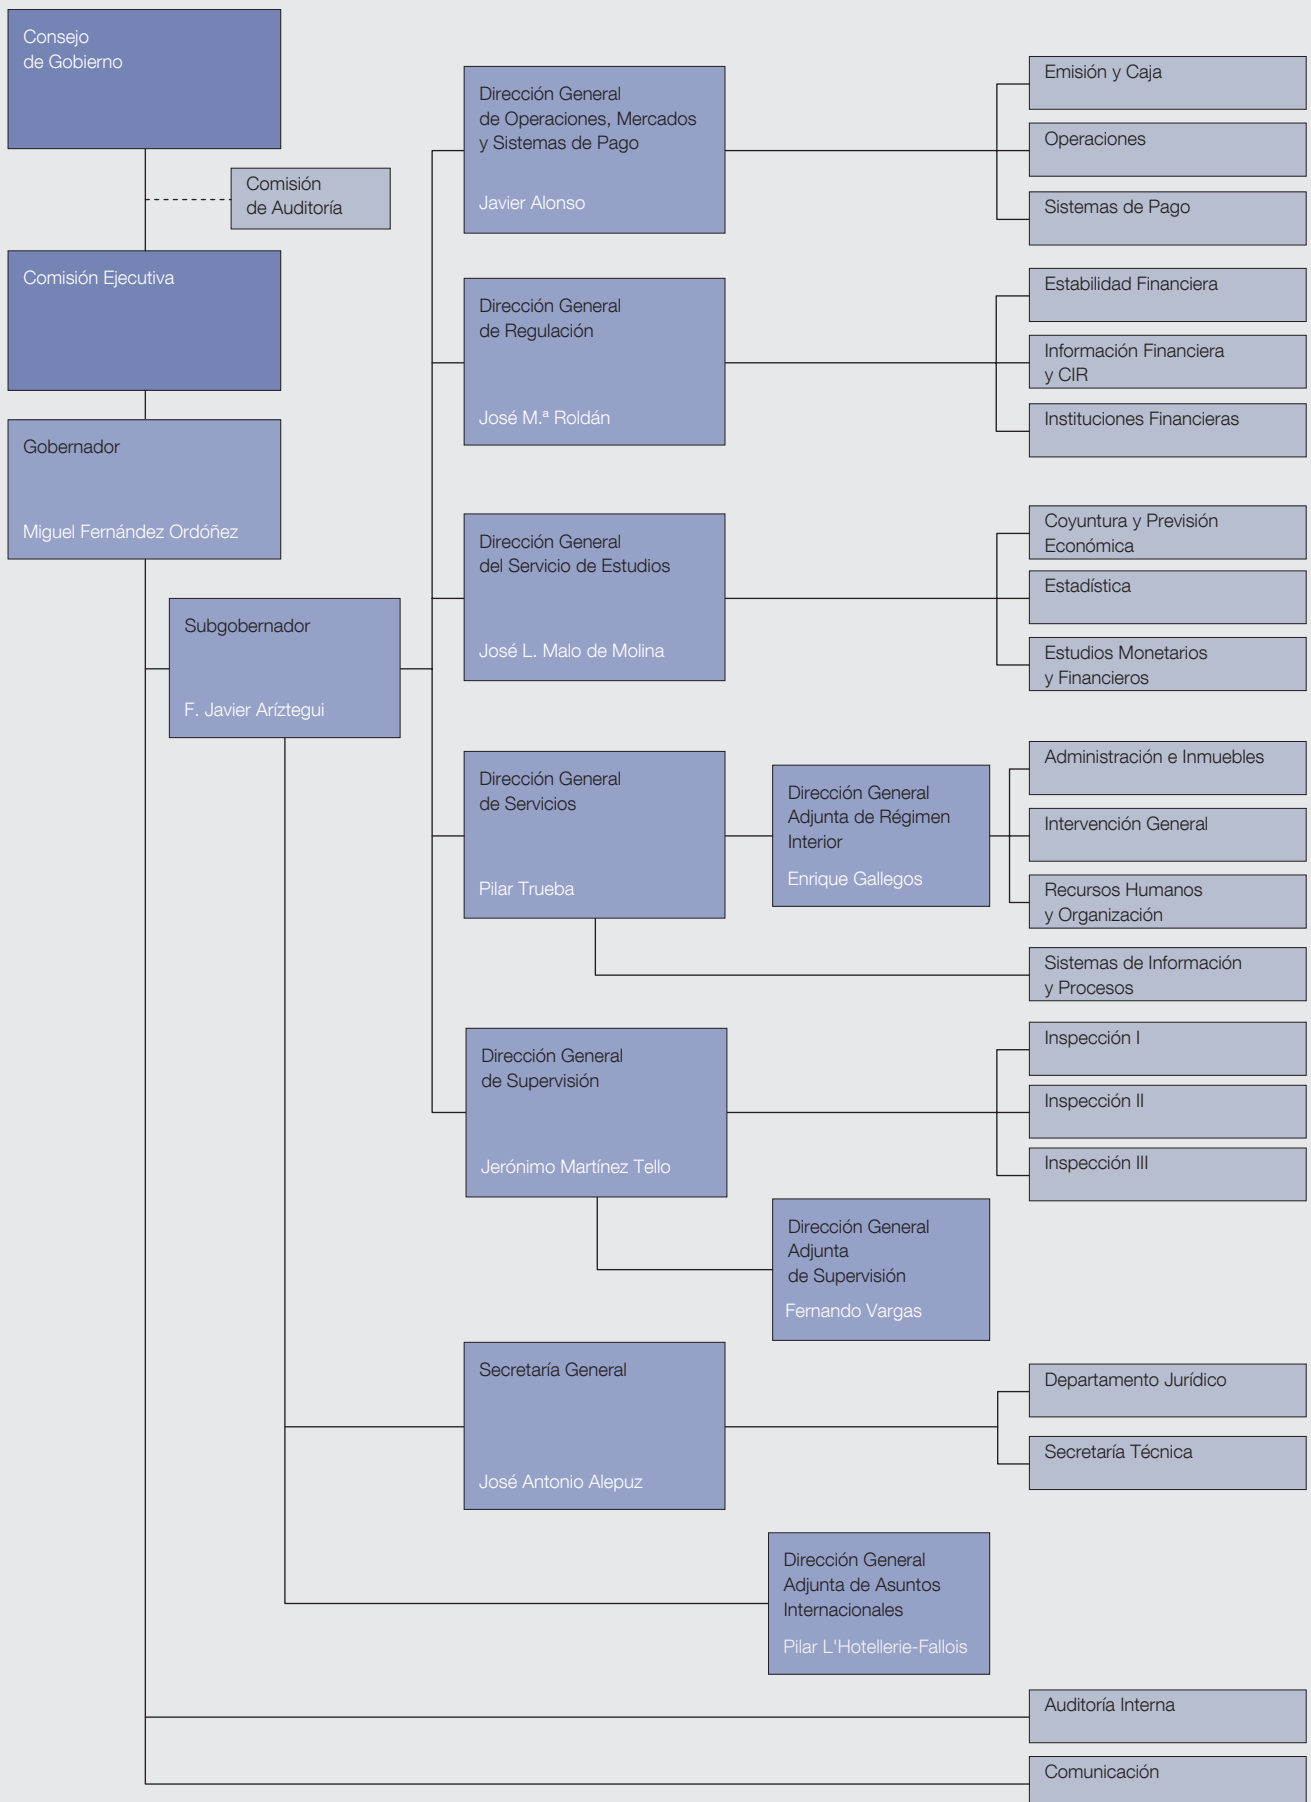 Consejo
de Gobierno
Comisión
de Auditoría
Comisión Ejecutiva
Gobernador
Miguel Fernández Ordóñez
Subgobernador
F. Javier Aríztegui
Dirección General
de Operaciones, Mercados
y Sistemas de Pago
Javier Alonso
Emisión y Caja
Operaciones
Sistemas de Pago
Dirección General
de Regulación
José M.ª Roldán
Estabilidad Financiera
Información Financiera
y CIR
Instituciones Financieras
Dirección General
del Servicio de Estudios
José L. Malo de Molina
Coyuntura y Previsión
Económica
Estadística
Estudios Monetarios
y Financieros
Dirección General
de Servicios
Pilar Trueba
Dirección General
Adjunta de Régimen
Interior
Enrique Gallegos
Administración e Inmuebles
Intervención General
Recursos Humanos
y Organización
Sistemas de Información
y Procesos
Dirección General
de Supervisión
Jerónimo Martínez Tello
Inspección I
Inspección II
Inspección III
Dirección General
Adjunta
de Supervisión
Fernando Vargas
Secretaría General
José Antonio Alepuz
Departamento Jurídico
Secretaría Técnica
Dirección General
Adjunta de Asuntos
Internacionales
Pilar L'Hotellerie-Fallois
Auditoría Interna
Comunicación